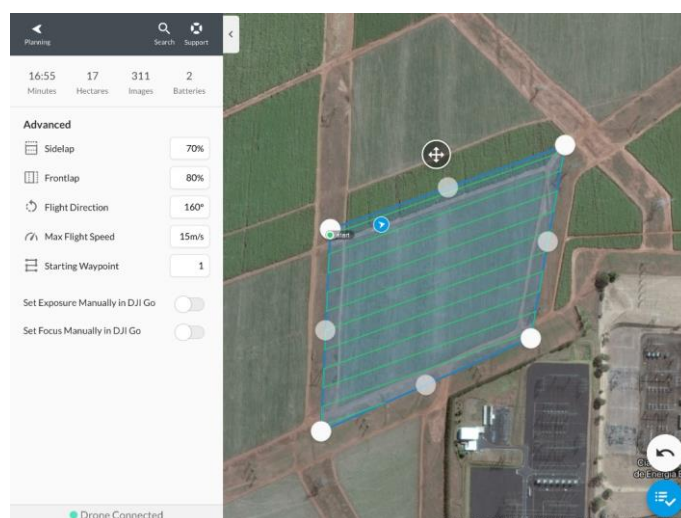 Planning
Search
Support
16:55
17
311
2
Minutes
Hectares
Images
Batteries
Advanced
Sidelap
70%
Frontlap
80%
Flight Direction
160°
Max Flight Speed
15m/s
Starting Waypoint
1
Set Exposure Manually in DJI Go
Set Focus Manually in DJI Go
Drone Connected
Start
de Energia